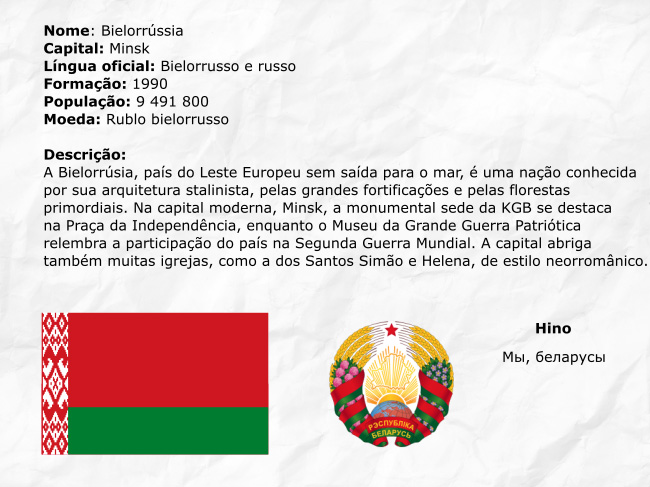 Nome: Bielorrússia
Capital: Minsk
Língua oficial: Bielorrusso e russo
Formação: 1990
População: 9 491 800
Moeda: Rublo bielorrusso
Descrição:
A Bielorrúsia, país do Leste Europeu sem saída para o mar, é uma nação conhecida
por sua arquitetura stalinista, pelas grandes fortificações e pelas florestas
primordiais. Na capital moderna, Minsk, a monumental sede da KGB se destaca
na Praça da Independência, enquanto o Museu da Grande Guerra Patriótica
relembra a participação do país na Segunda Guerra Mundial. A capital abriga
também muitas igrejas, como a dos Santos Simão e Helena, de estilo neorromânico.
Hino
Мы, беларусы
РЭСПУБЛІКА
БЕЛАРУСЬ